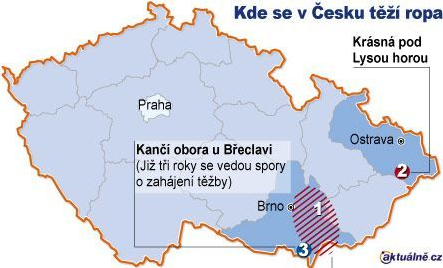 Kde se v Česku těží ropa
Krásná pod
Lysou horou
Praha
Ostrava
Kančí obora u Břeclavi
(Již tři roky se vedou spory
o zahájení těžby)
2
Brno
1
3
aktuálně.cz